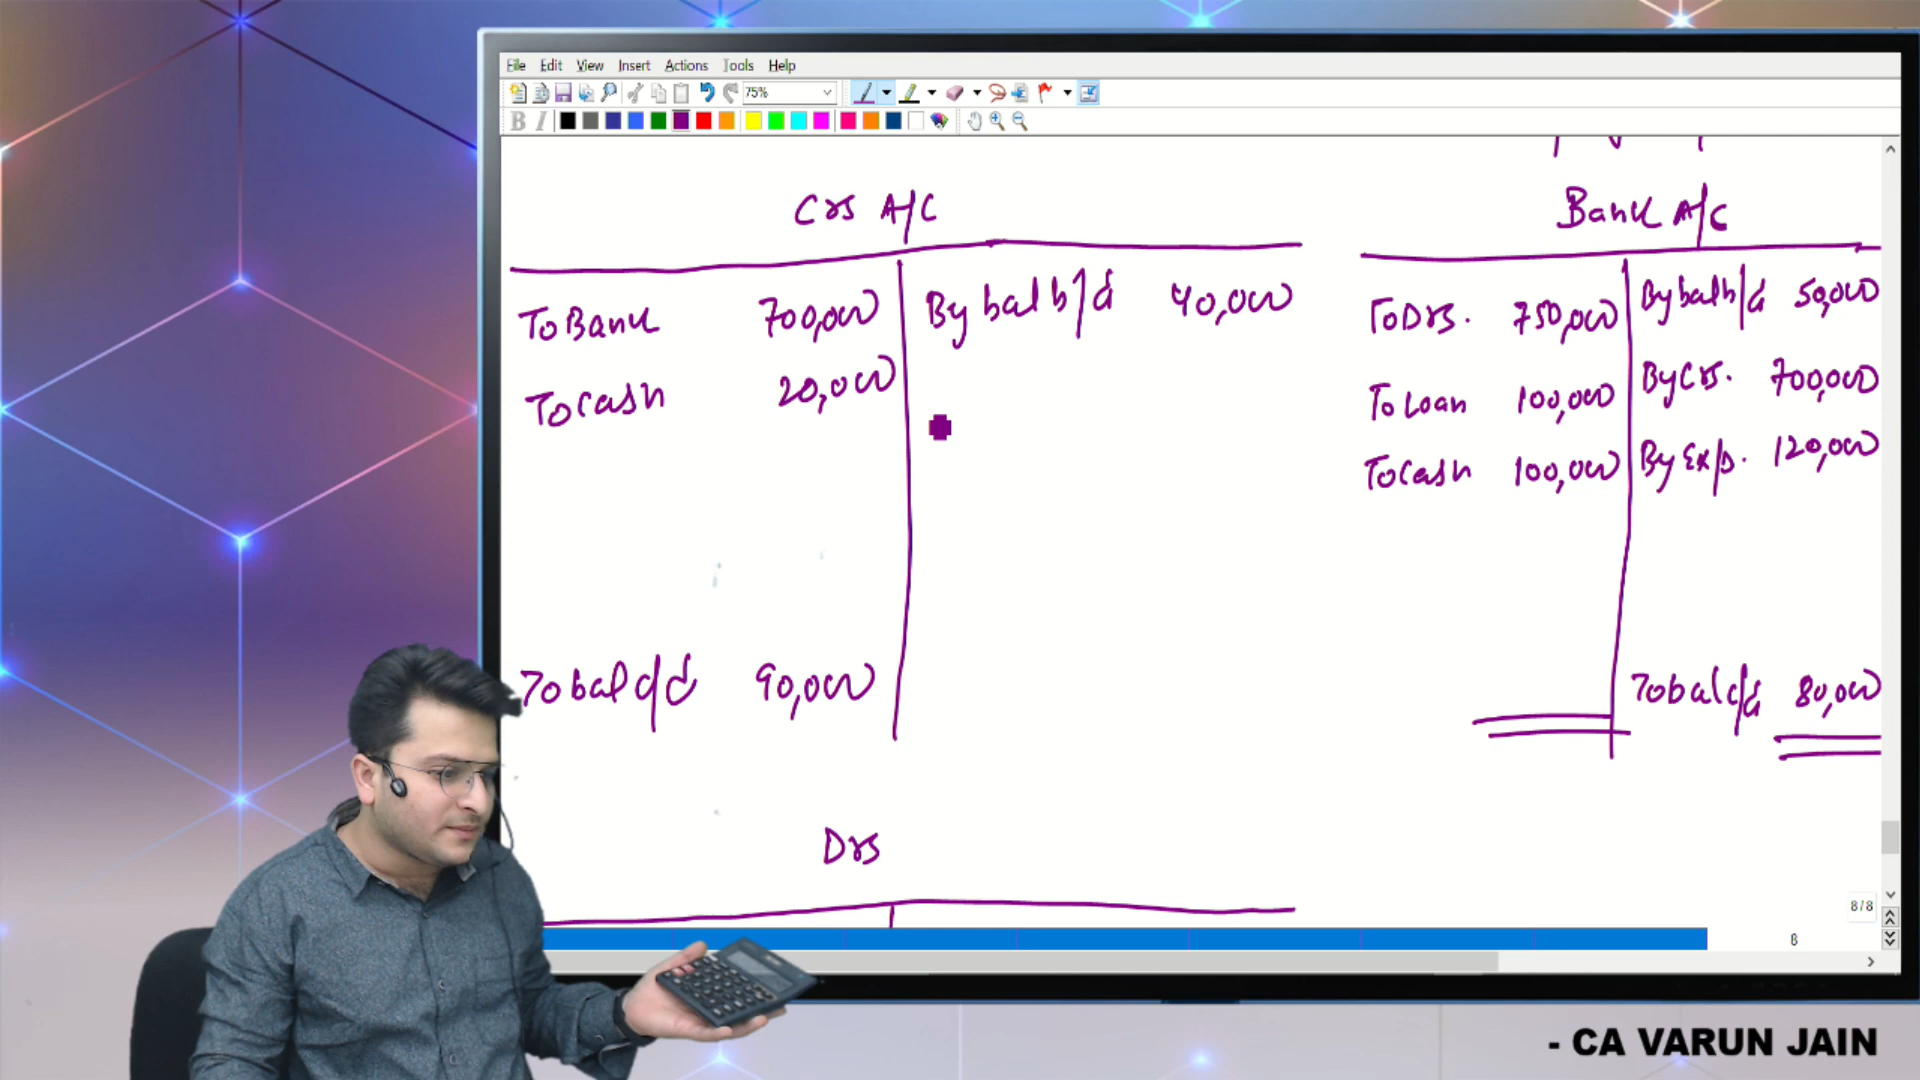 File Edit View Insert Actions Tools Help
75%
B I
Crs A/C
To Bank 700,000 By bal b/d 40,000
To Cash 20,000
To bal c/d 90,000
Bank A/C
To Drs. 750,000 By bal b/d 50,000
To Loan 100,000 By Crs. 700,000
To Cash 100,000 By Exp. 120,000
To bal c/d 80,000
Drs
8/8
8
- CA VARUN JAIN